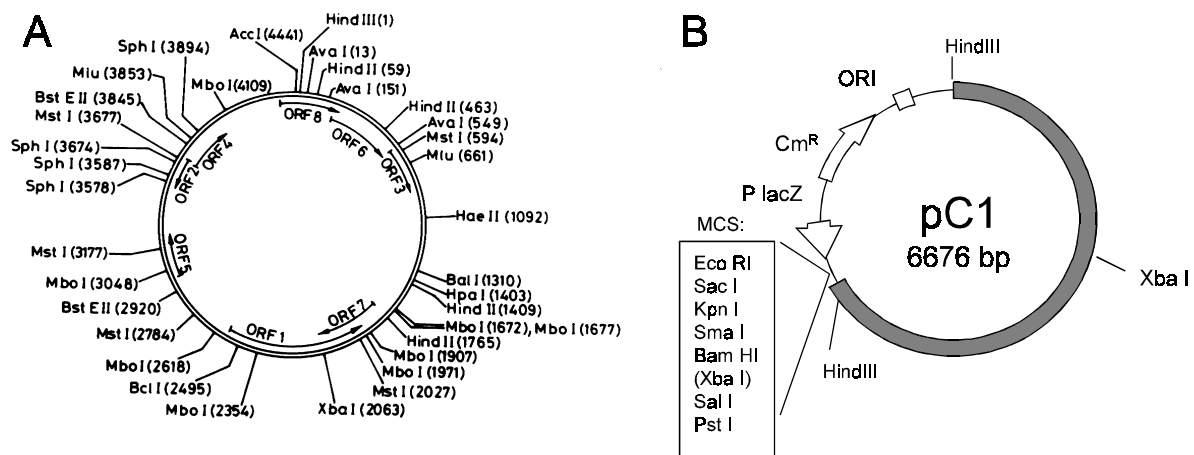 A
Hind III (1)
Acc I (4441)
Ava I (13)
Hind II (59)
Ava I (151)
Sph I (3894)
Mlu (3853)
Mbo I (4109)
Bst E II (3845)
Mst I (3677)
Sph I (3674)
Sph I (3587)
Sph I (3578)
Hind II (463)
Ava I (549)
Mst I (594)
Mlu (661)
Hae II (1092)
Mst I (3177)
Mbo I (3048)
Bst E II (2920)
Mst I (2784)
Mbo I (2618)
Bcl I (2495)
Mbo I (2354)
Bal I (1310)
Hpa I (1403)
Hind II (1409)
Mbo I (1672), Mbo I (1677)
Hind II (1765)
Mbo I (1907)
Mbo I (1971)
Mst I (2027)
Xba I (2063)
ORF8
ORF6
ORF3
ORF4
ORF2
ORF5
ORF1
ORF7
B
HindIII
ORI
CmR
P lacZ
MCS:
pC1
6676 bp
Xba I
HindIII
Eco RI
Sac I
Kpn I
Sma I
Bam HI
(Xba I)
Sal I
Pst I